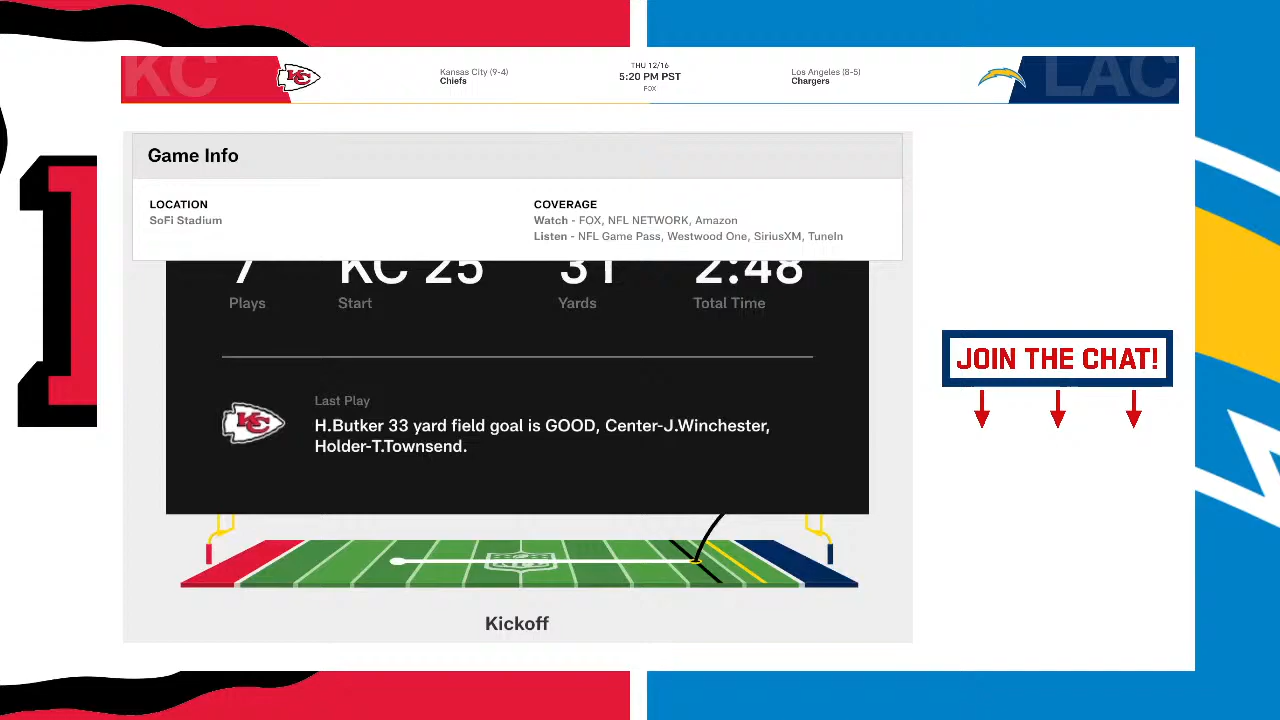 KC
KC
Kansas City (9-4)
Chiefs
THU 12/16
5:20 PM PST
FOX
Los Angeles (8-5)
Chargers
LAC
Game Info
LOCATION
SoFi Stadium
COVERAGE
Watch - FOX, NFL NETWORK, Amazon
Listen - NFL Game Pass, Westwood One, SiriusXM, TuneIn
7 KC 25 31 2:48
Plays Start Yards Total Time
KC
Last Play
H.Butker 33 yard field goal is GOOD, Center-J.Winchester,
Holder-T.Townsend.
NFL
Kickoff
JOIN THE CHAT!